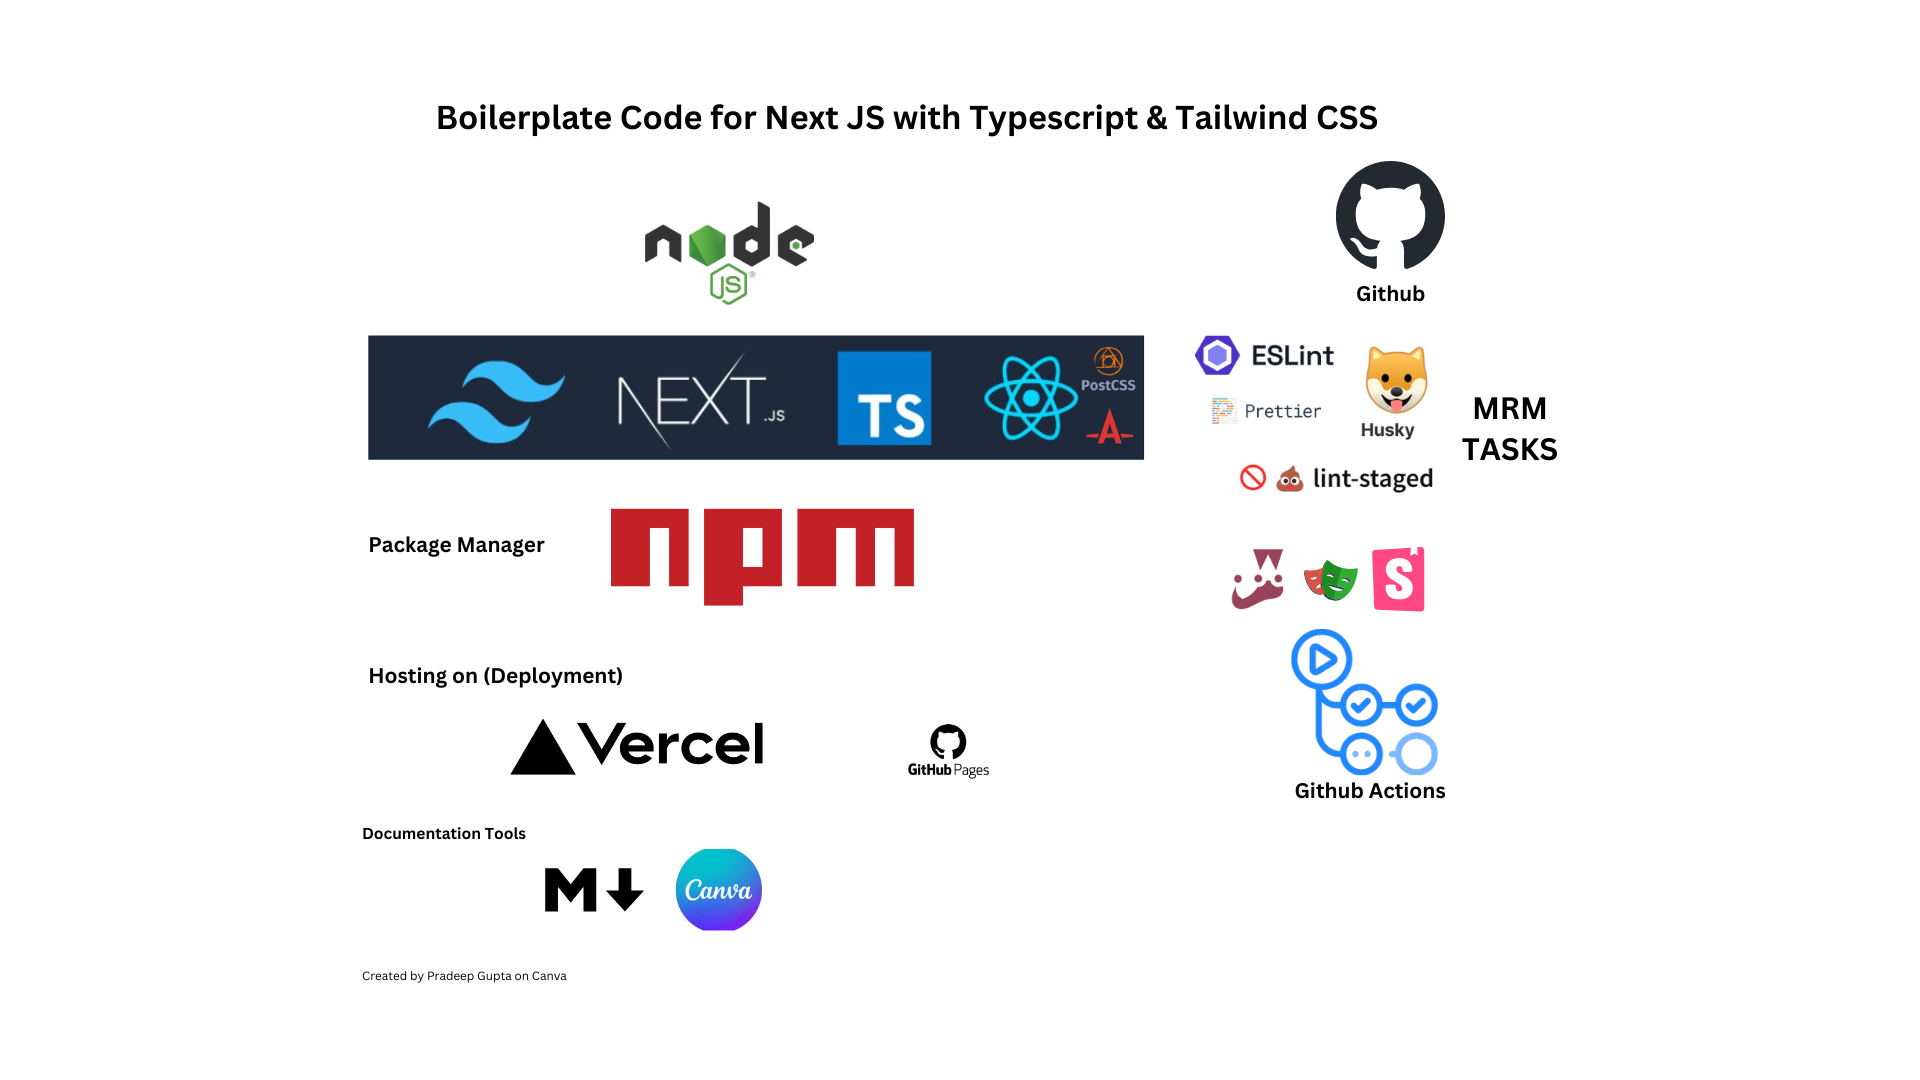 Boilerplate Code for Next JS with Typescript & Tailwind CSS
node
JS ®
Github
NEXT.JS
TS
PostCSS
ESLint
Prettier
Husky
MRM
TASKS
lint-staged
Package Manager
npm
S
Hosting on (Deployment)
Vercel
GitHub Pages
Github Actions
Documentation Tools
M
Canva
Created by Pradeep Gupta on Canva